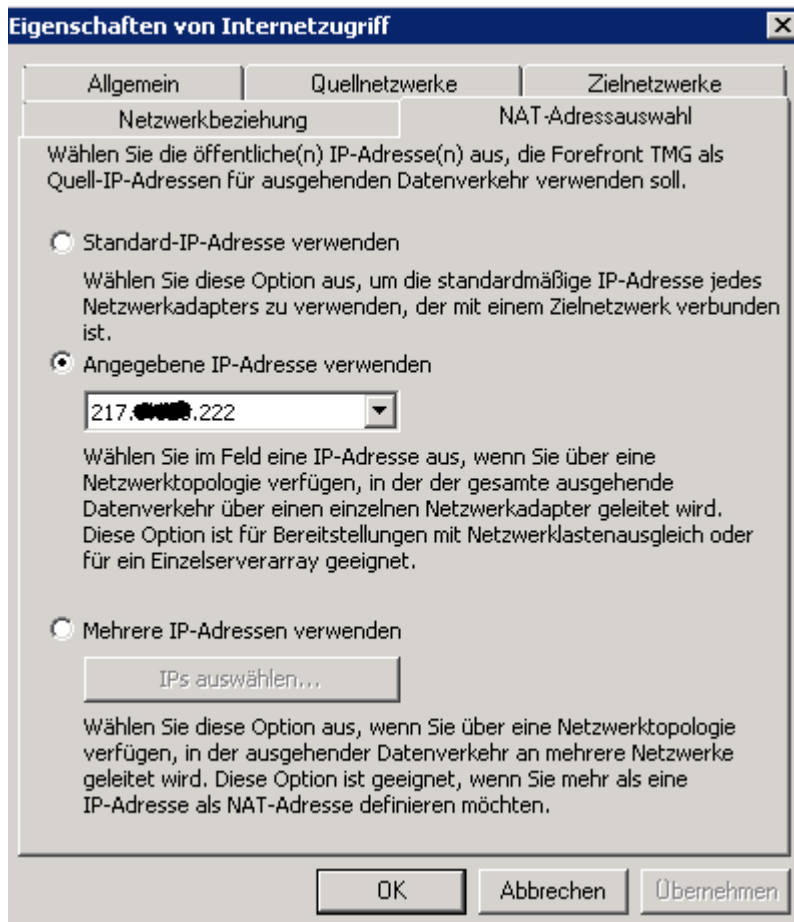 Eigenschaften von Internetzugriff
Allgemein
Quellnetzwerke
Zielnetzwerke
Netzwerkbeziehung
NAT-Adressauswahl
Wählen Sie die öffentliche(n) IP-Adresse(n) aus, die Forefront TMG als
Quell-IP-Adressen für ausgehenden Datenverkehr verwenden soll.
Standard-IP-Adresse verwenden
Wählen Sie diese Option aus, um die standardmäßige IP-Adresse jedes
Netzwerkadapters zu verwenden, der mit einem Zielnetzwerk verbunden
ist.
Angegebene IP-Adresse verwenden
217. .222
Wählen Sie im Feld eine IP-Adresse aus, wenn Sie über eine
Netzwerktopologie verfügen, in der der gesamte ausgehende
Datenverkehr über einen einzelnen Netzwerkadapter geleitet wird.
Diese Option ist für Bereitstellungen mit Netzwerklastenausgleich oder
für ein Einzelserverarray geeignet.
Mehrere IP-Adressen verwenden
IPs auswählen...
Wählen Sie diese Option aus, wenn Sie über eine Netzwerktopologie
verfügen, in der ausgehender Datenverkehr an mehrere Netzwerke
geleitet wird. Diese Option ist geeignet, wenn Sie mehr als eine
IP-Adresse als NAT-Adresse definieren möchten.
OK
Abbrechen
Übernehmen